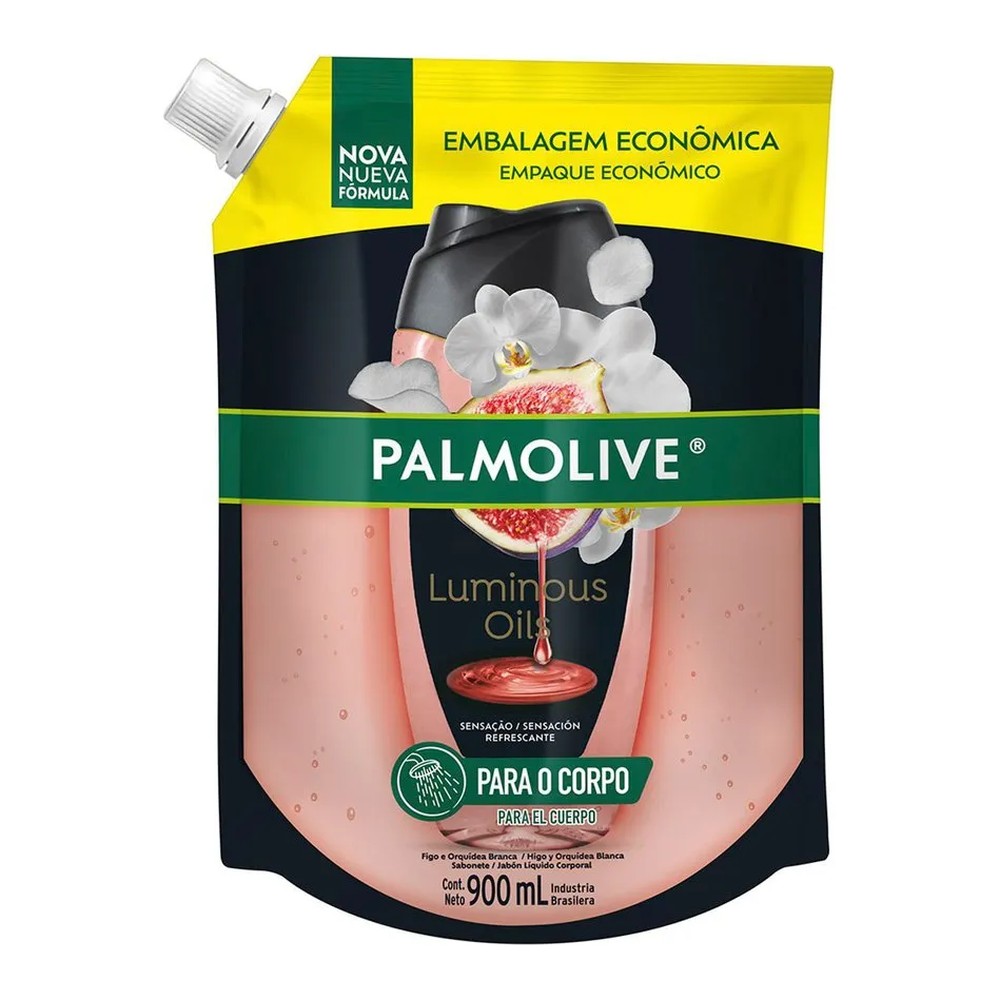 NOVA
NUEVA
FÓRMULA
EMBALAGEM ECONÔMICA
EMPAQUE ECONÓMICO
PALMOLIVE®
Luminous
Oils
SENSAÇÃO / SENSACIÓN
REFRESCANTE
PARA O CORPO
PARA EL CUERPO
Figo e Orquídea Branca / Higo y Orquídea Blanca
Sabonete / Jabón Líquido Corporal
Cont. Neto 900 mL Industria Brasilera